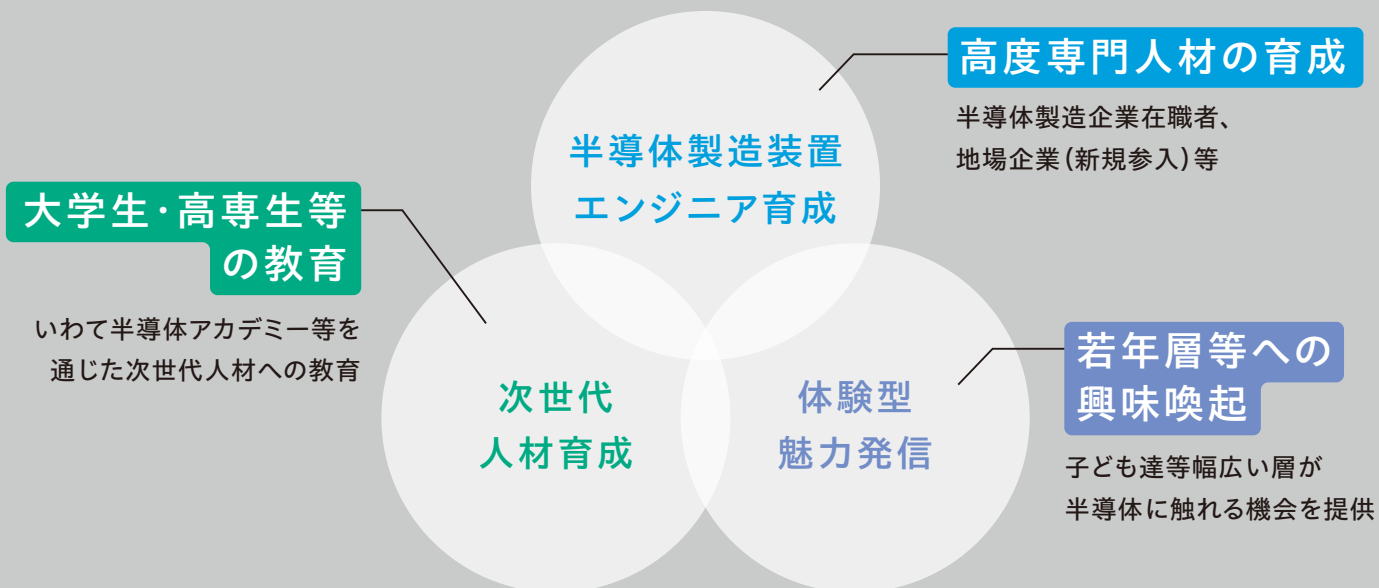 高度専門人材の育成
半導体製造企業在職者、
地場企業(新規参入)等
半導体製造装置
エンジニア育成
大学生・高専生等
の教育
いわて半導体アカデミー等を
通じた次世代人材への教育
次世代
人材育成
体験型
魅力発信
若年層等への
興味喚起
子ども達等幅広い層が
半導体に触れる機会を提供